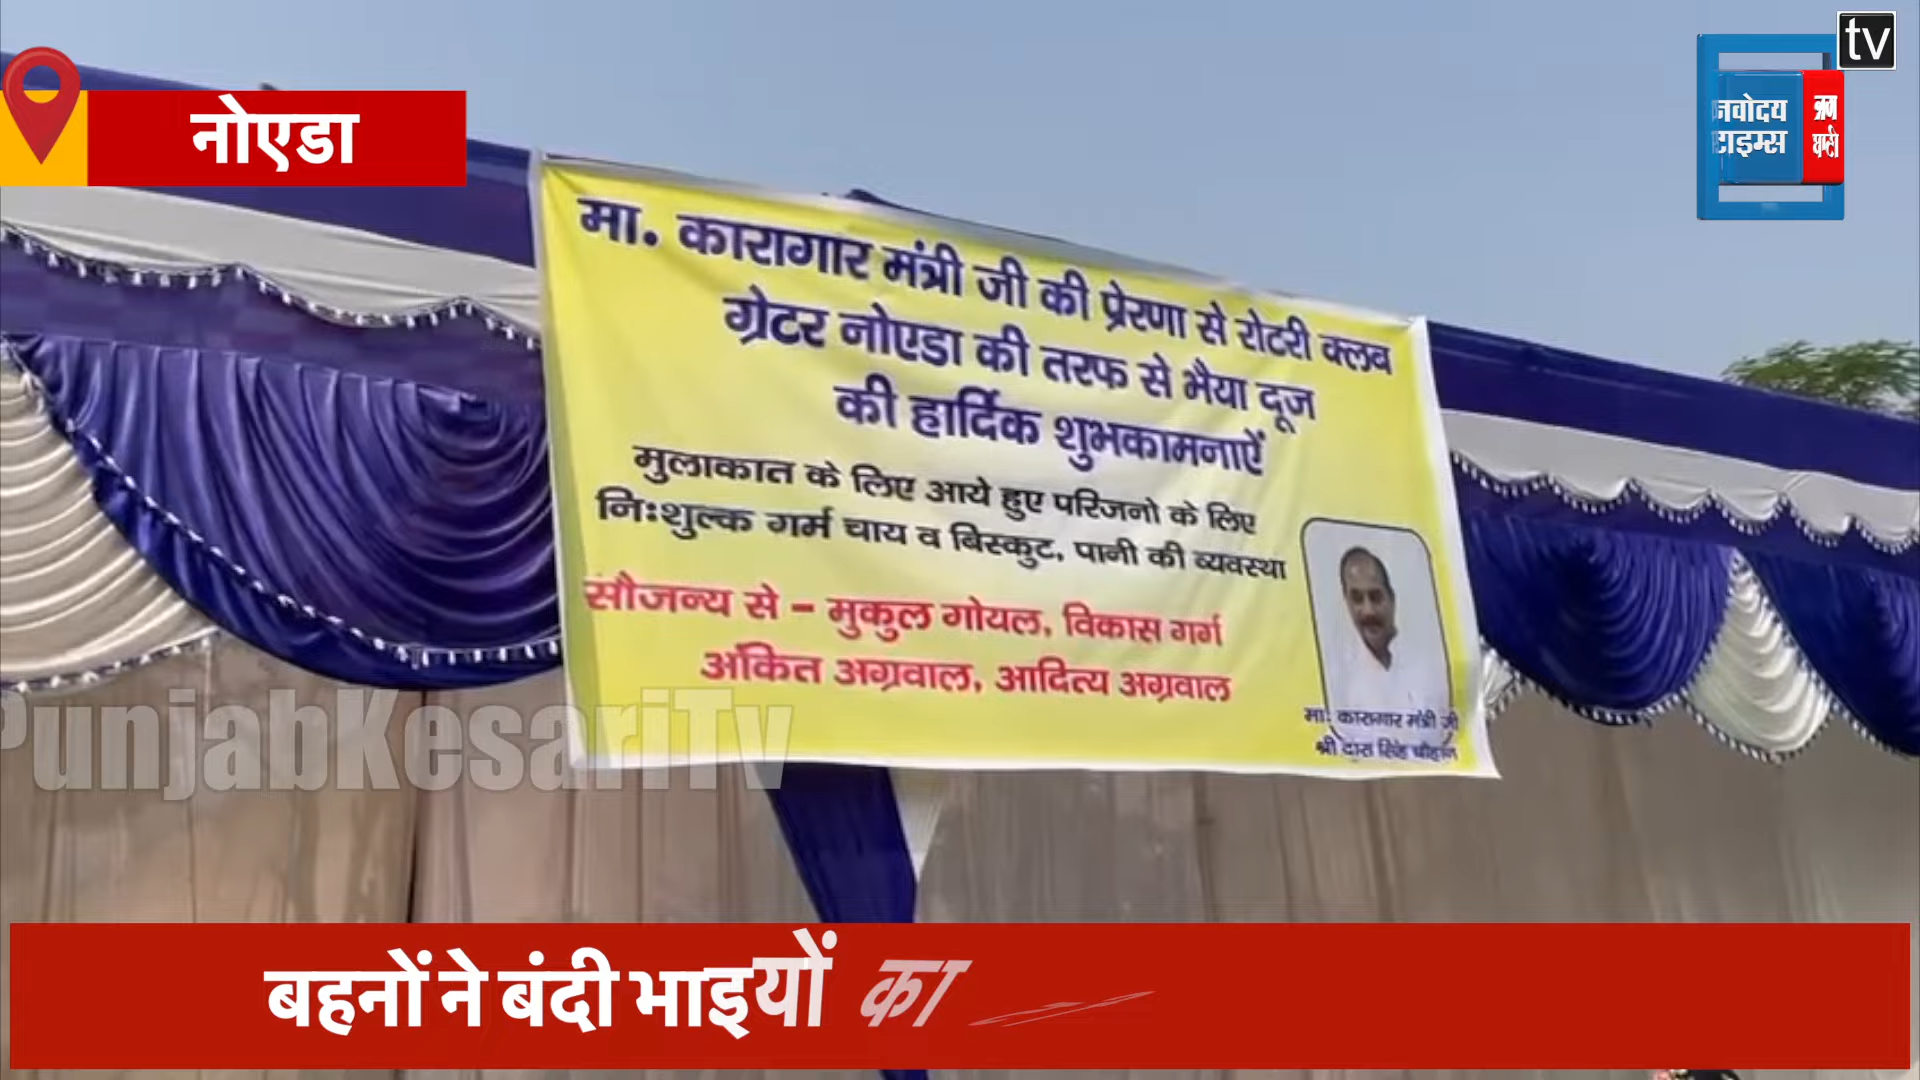 tv
नवोदय
टाइम्स
नोएडा
मा. कारागार मंत्री जी की प्रेरणा से रोटरी क्लब
ग्रेटर नोएडा की तरफ से भैया दूज
की हार्दिक शुभकामनाऐं
मुलाकात के लिए आये हुए परिजनो के लिए
निःशुल्क गर्म चाय व बिस्कुट, पानी की व्यवस्था
सौजन्य से - मुकुल गोयल, विकास गर्ग
अंकित अग्रवाल, आदित्य अग्रवाल
मा. कारागार मंत्री जी
श्री दारा सिंह चौहान
PunjabKesariTv
बहनों ने बंदी भाइयों का